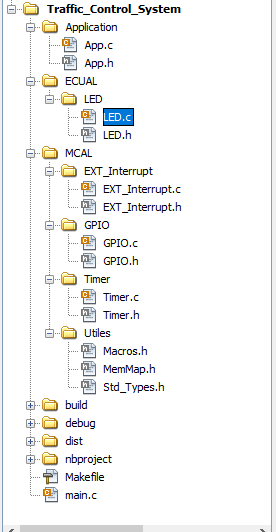 Traffic_Control_System
Application
App.c
App.h
ECUAL
LED
LED.c
LED.h
MCAL
EXT_Interrupt
EXT_Interrupt.c
EXT_Interrupt.h
GPIO
GPIO.c
GPIO.h
Timer
Timer.c
Timer.h
Utiles
Macros.h
MemMap.h
Std_Types.h
build
debug
dist
nbproject
Makefile
main.c